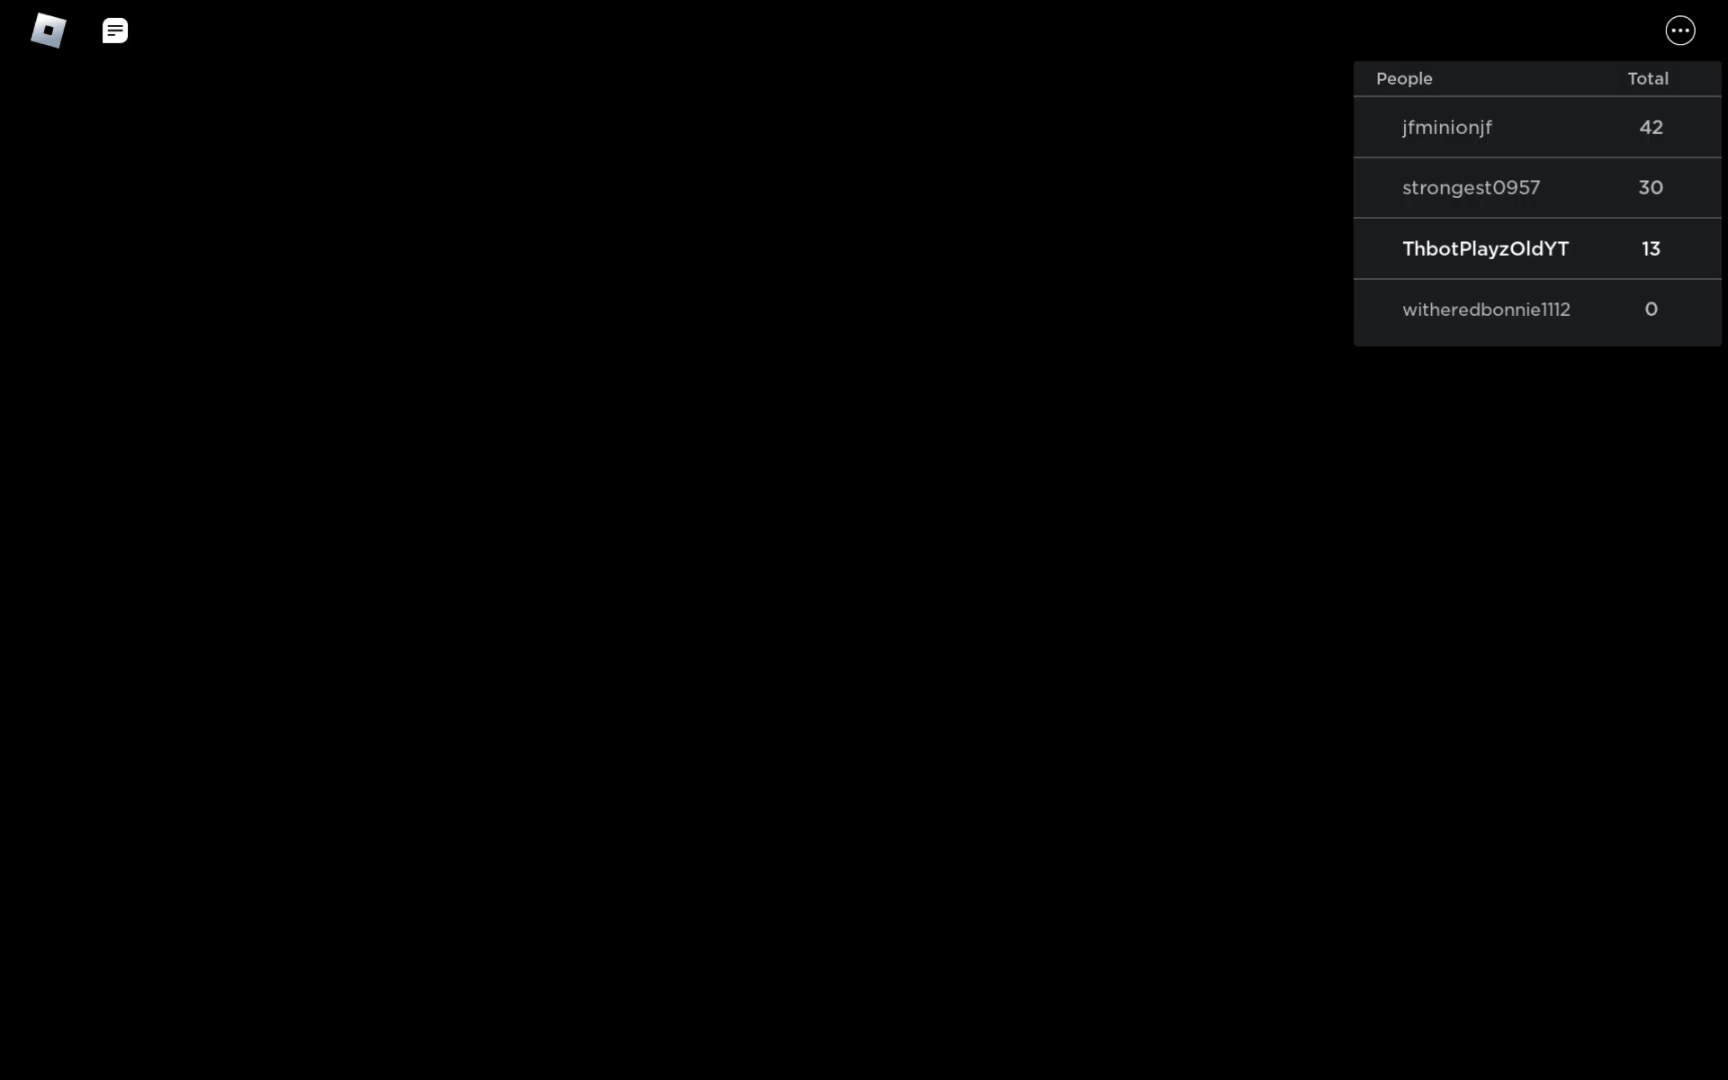 People Total
jfminionjf 42
strongest0957 30
ThbotPlayzOldYT 13
witheredbonnie1112 0